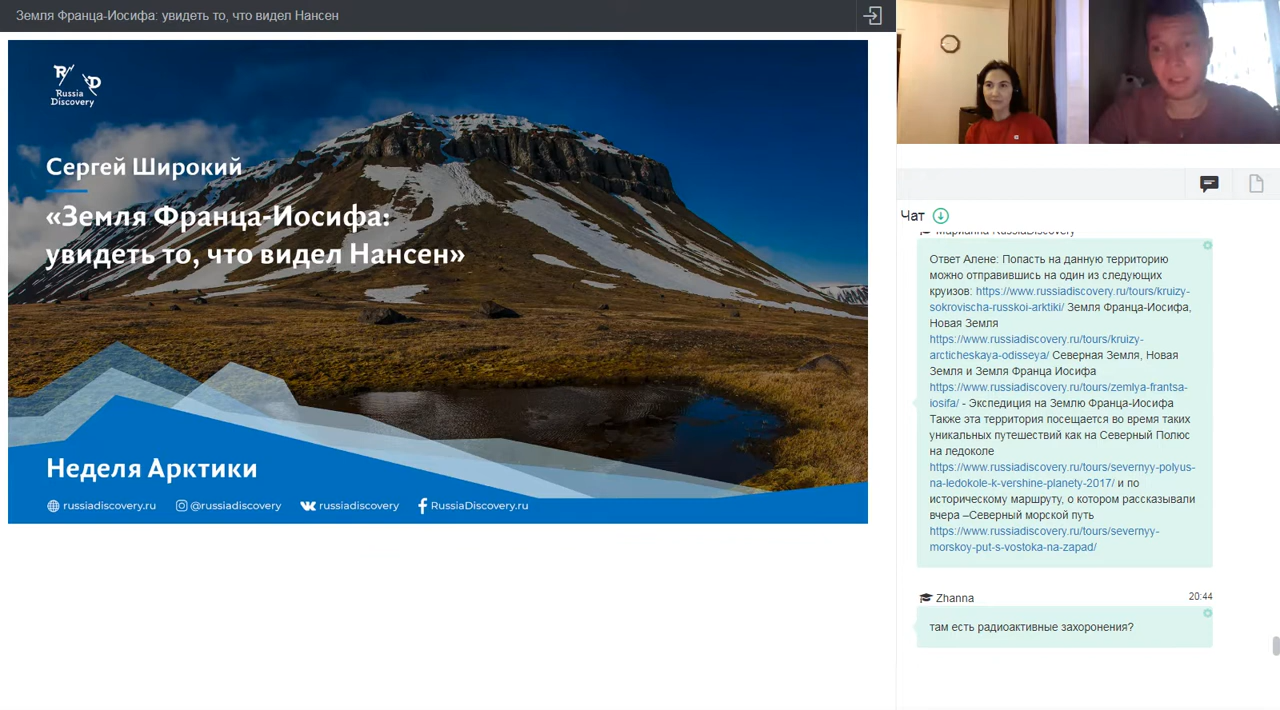 Земля Франца-Иосифа: увидеть то, что видел Нансен
R D
Russia
Discovery
Сергей Широкий
«Земля Франца-Иосифа:
увидеть то, что видел Нансен»
Неделя Арктики
russiadiscovery.ru
@russiadiscovery
russiadiscovery
RussiaDiscovery.ru
Чат
Марианна RussiaDiscovery
Ответ Алене: Попасть на данную территорию
можно отправившись на один из следующих
круизов: https://www.russiadiscovery.ru/tours/kruizy-
sokrovischa-russkoi-arktiki/ Земля Франца-Иосифа,
Новая Земля
https://www.russiadiscovery.ru/tours/kruizy-
arcticheskaya-odisseya/ Северная Земля, Новая
Земля и Земля Франца Иосифа
https://www.russiadiscovery.ru/tours/zemlya-frantsa-
iosifa/ - Экспедиция на Землю Франца-Иосифа
Также эта территория посещается во время таких
уникальных путешествий как на Северный Полюс
на ледоколе
https://www.russiadiscovery.ru/tours/severnyy-polyus-
na-ledokole-k-vershine-planety-2017/ и по
историческому маршруту, о котором рассказывали
вчера –Северный морской путь
https://www.russiadiscovery.ru/tours/severnyy-
morskoy-put-s-vostoka-na-zapad/
Zhanna 20:44
там есть радиоактивные захоронения?